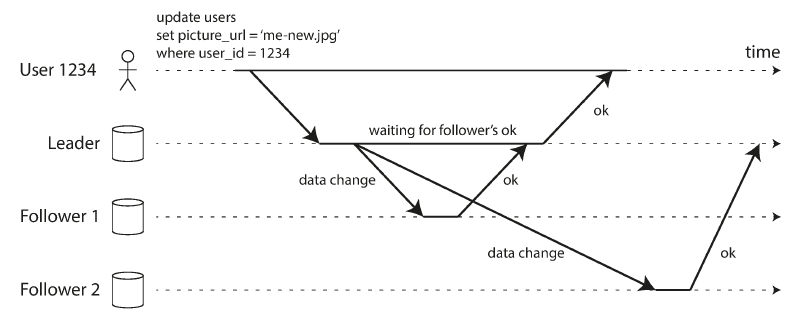 update users
set picture_url = ‘me-new.jpg’
where user_id = 1234
time
User 1234
ok
Leader
waiting for follower’s ok
data change
ok
Follower 1
data change
ok
Follower 2